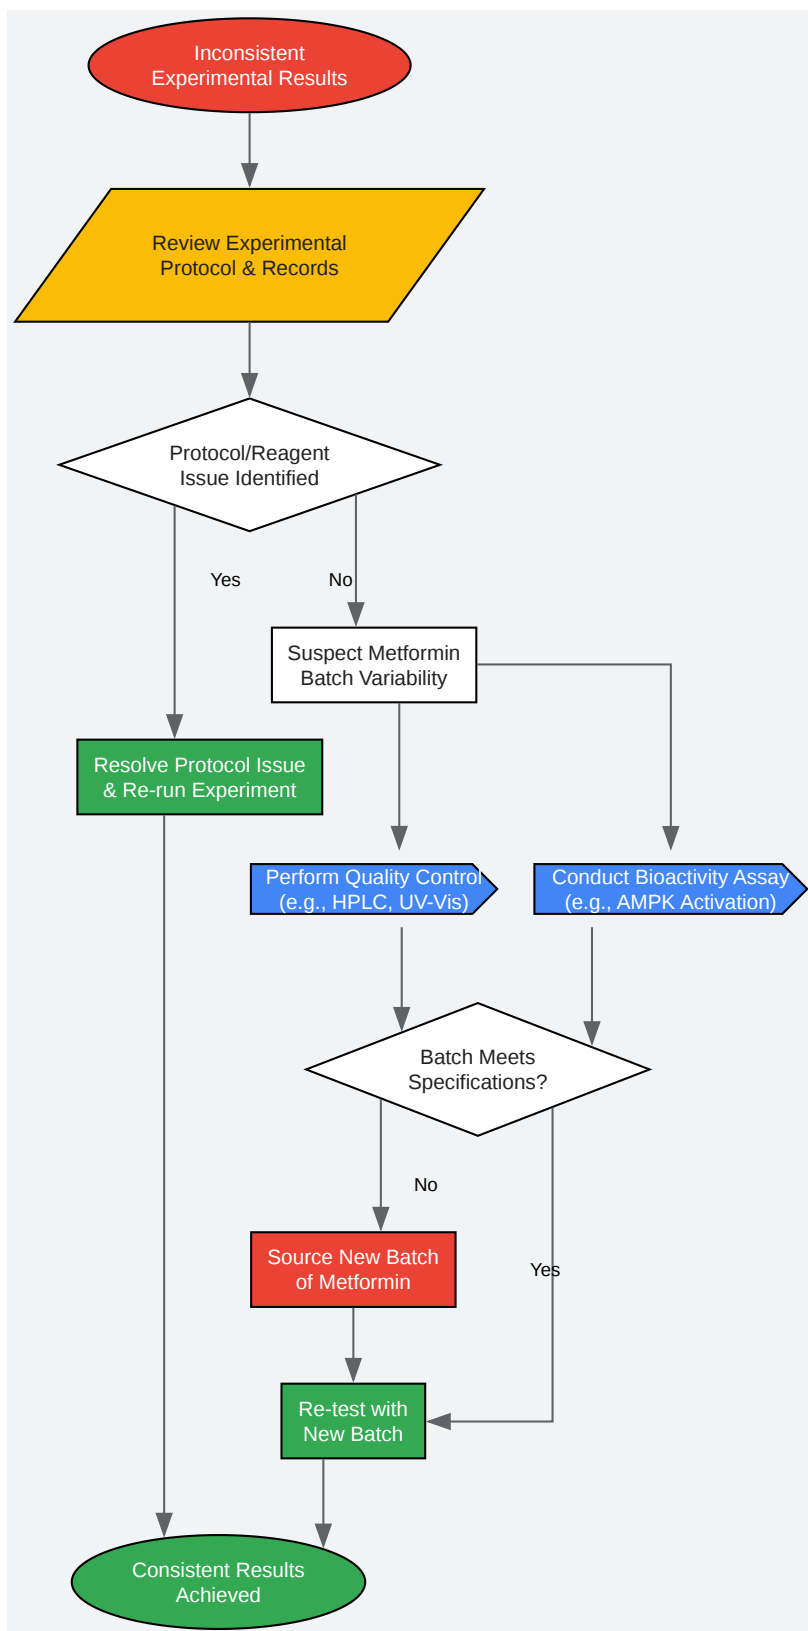 Inconsistent
Experimental Results
Review Experimental
Protocol & Records
Protocol/Reagent
Issue Identified
Yes
No
Suspect Metformin
Batch Variability
Resolve Protocol Issue
& Re-run Experiment
Perform Quality Control
(e.g., HPLC, UV-Vis)
Conduct Bioactivity Assay
(e.g., AMPK Activation)
Batch Meets
Specifications?
No
Source New Batch
of Metformin
Yes
Re-test with
New Batch
Consistent Results
Achieved